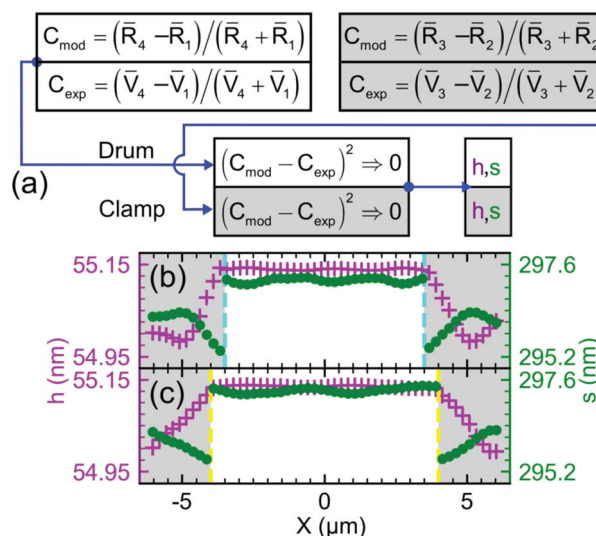 C_mod = (R̄_4 − R̄_1)/(R̄_4 + R̄_1)
C_exp = (V̄_4 − V̄_1)/(V̄_4 + V̄_1)
C_mod = (R̄_3 − R̄_2)/(R̄_3 + R̄_2
C_exp = (V̄_3 − V̄_2)/(V̄_3 + V̄_2
Drum
(C_mod − C_exp)² ⇒ 0
h,s
(a)
Clamp
(C_mod − C_exp)² ⇒ 0
h,s
(b)
55.15
54.95
297.6
295.2
(c)
55.15
54.95
297.6
295.2
h (nm)
s (nm)
-5
0
5
X (μm)